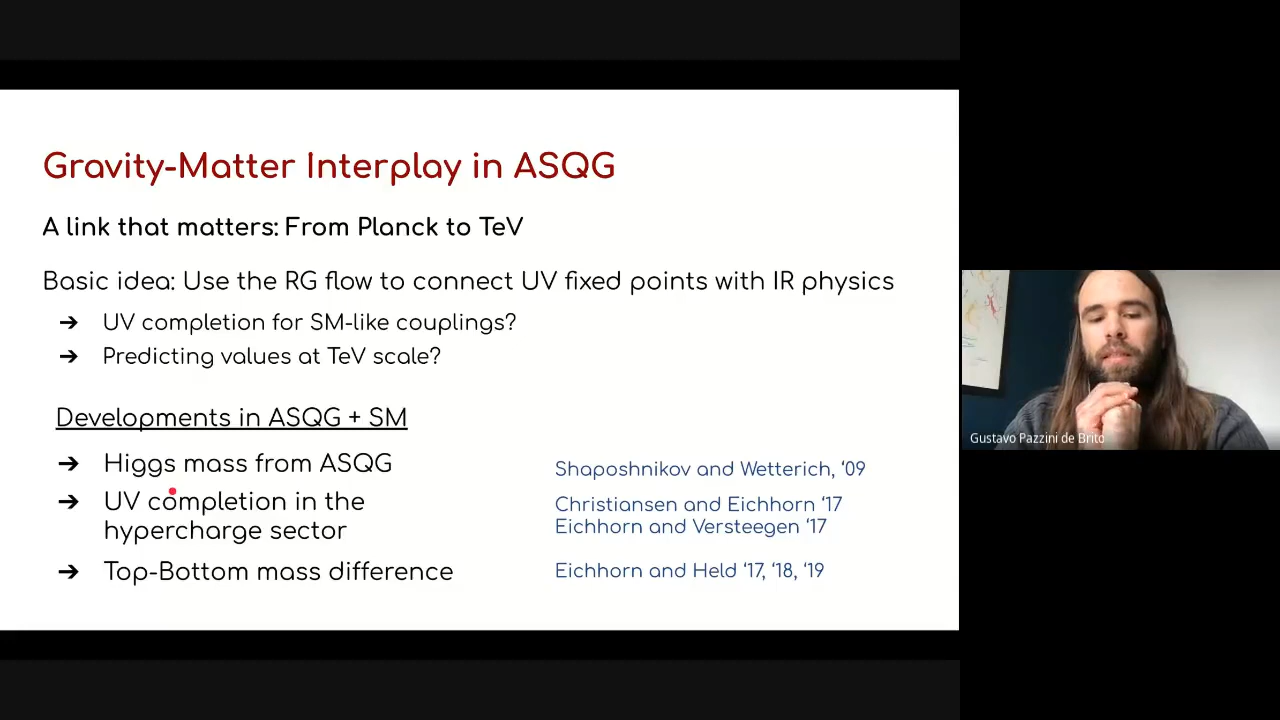 Gravity-Matter Interplay in ASQG
A link that matters: From Planck to TeV
Basic idea: Use the RG flow to connect UV fixed points with IR physics
➔ UV completion for SM-like couplings?
➔ Predicting values at TeV scale?
Developments in ASQG + SM
➔ Higgs mass from ASQG
Shaposhnikov and Wetterich, ‘09
➔ UV completion in the
hypercharge sector
Christiansen and Eichhorn ‘17
Eichhorn and Versteegen ‘17
➔ Top-Bottom mass difference
Eichhorn and Held ‘17, ‘18, ‘19
Gustavo Pazzini de Brito